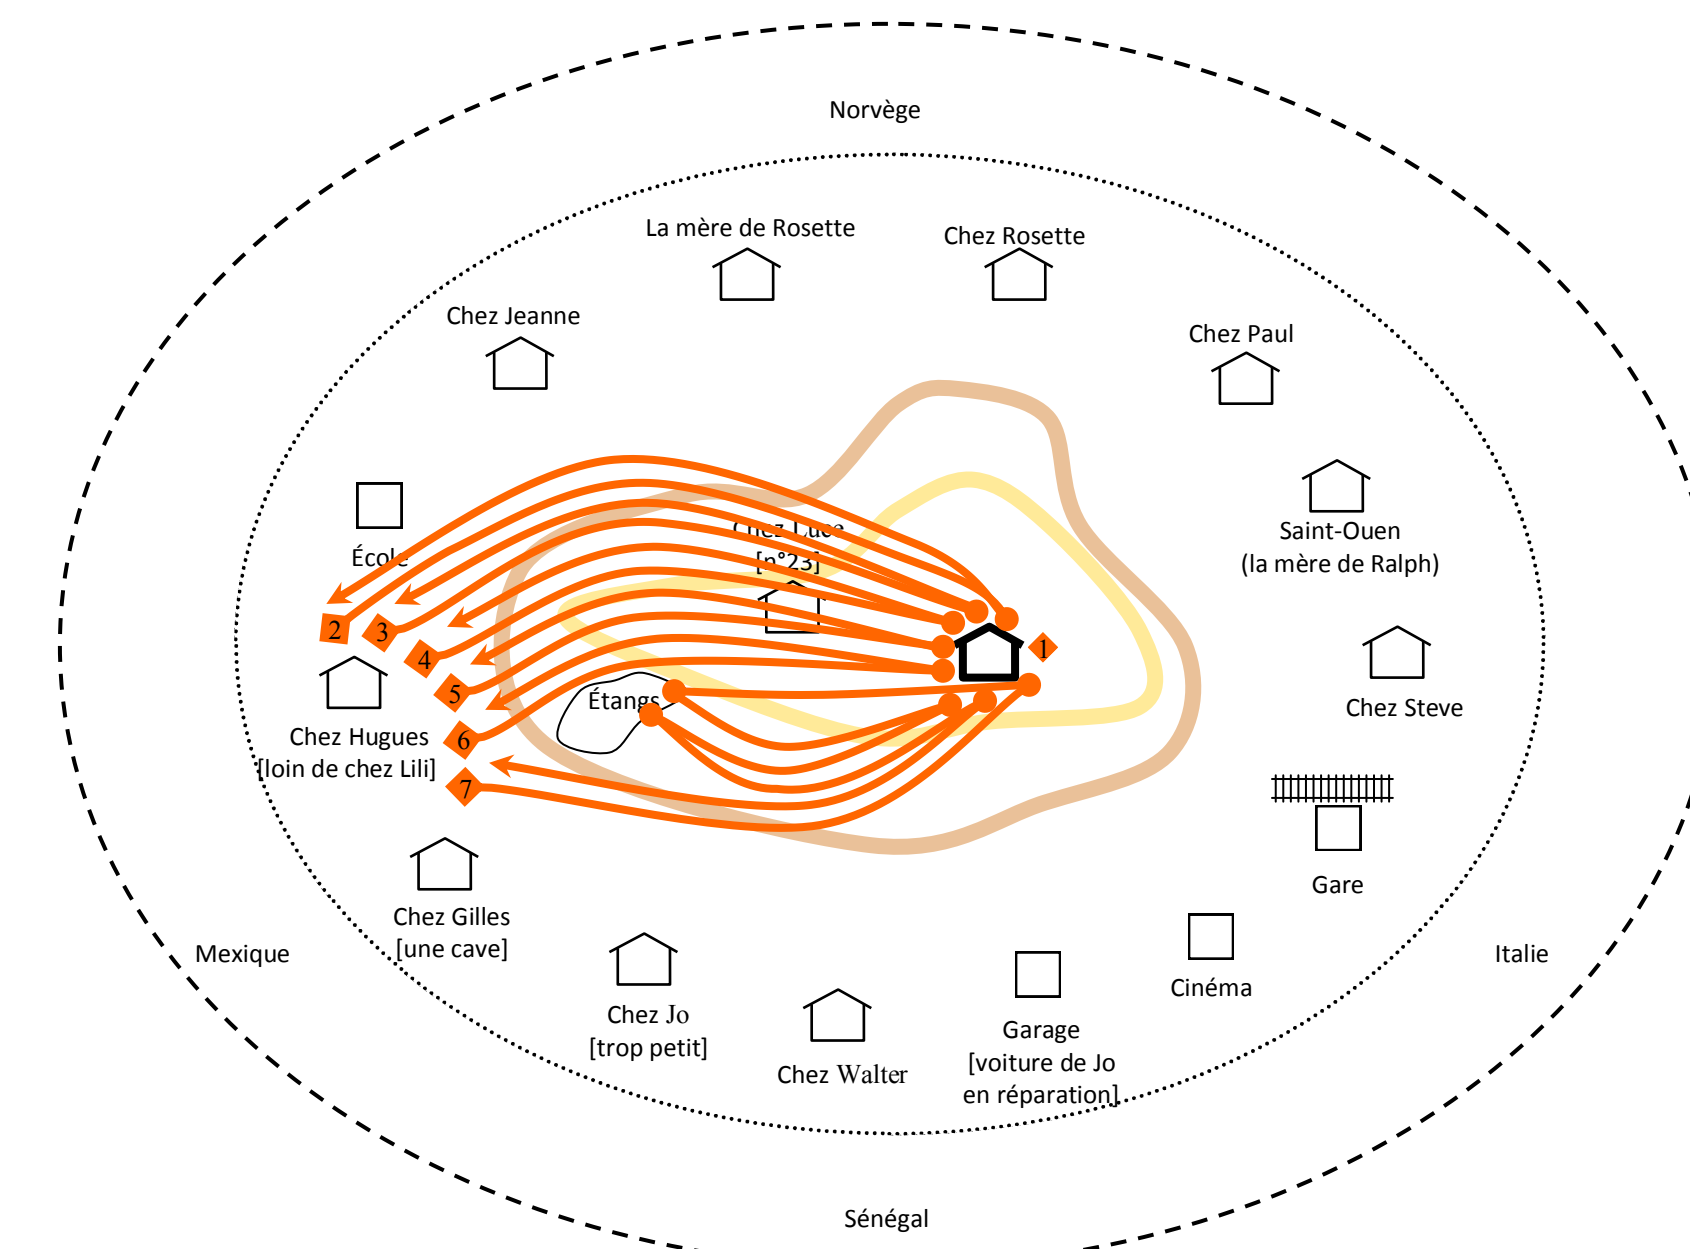 Norvège
La mère de Rosette
Chez Rosette
Chez Jeanne
Chez Paul
École
Chez Luce
[n°23]
Saint-Ouen
(la mère de Ralph)
2
3
4
1
5
6
7
Étangs
Chez Steve
Chez Hugues
[loin de chez Lili]
Gare
Chez Gilles
[une cave]
Mexique
Italie
Cinéma
Chez Jo
[trop petit]
Chez Walter
Garage
[voiture de Jo
en réparation]
Sénégal